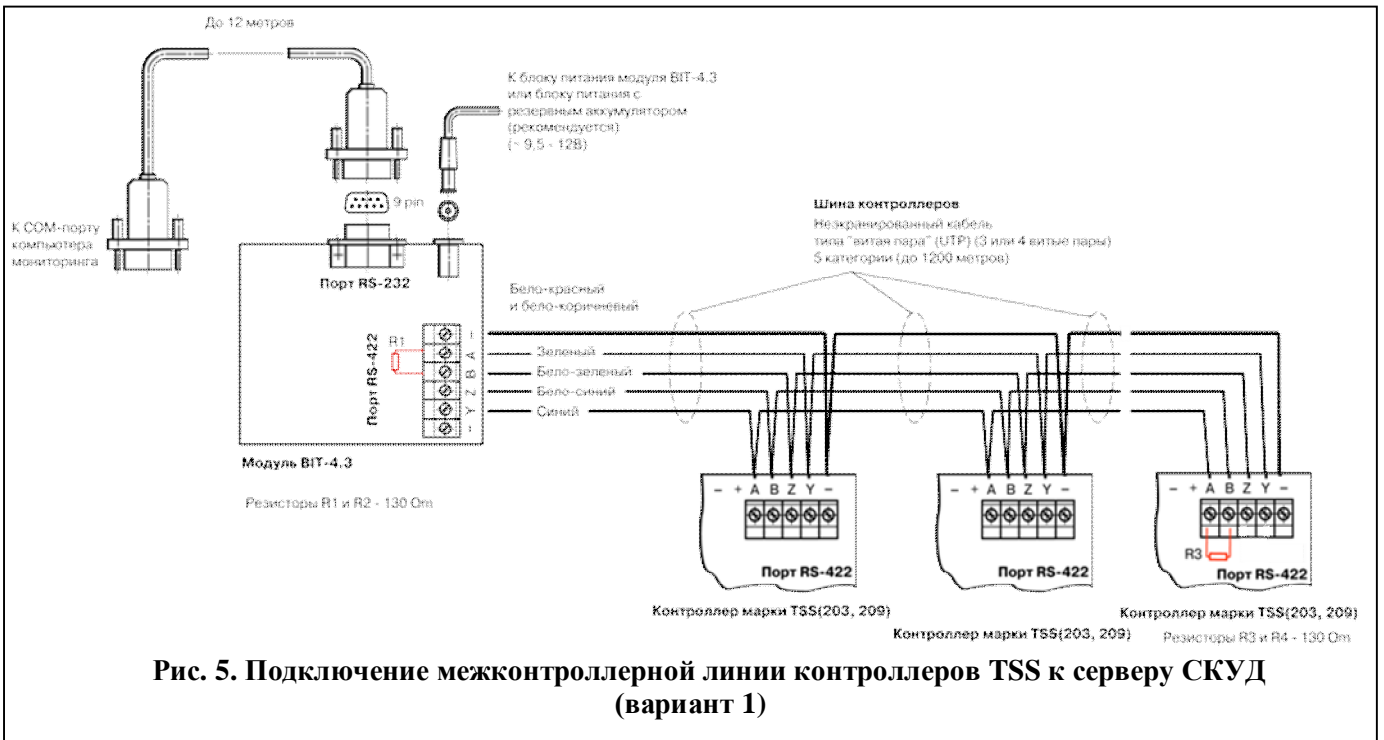 До 12 метров
К блоку питания модуля BIT-4.3
или блоку питания с
резервным аккумулятором
(рекомендуется)
(~ 9,5 - 12В)
9 pin
К COM-порту
компьютера
мониторинга
Порт RS-232
Шина контроллеров
Неэкранированный кабель
типа "витая пара" (UTP) (3 или 4 витые пары)
5 категории (до 1200 метров)
Бело-красный
и бело-коричневый
R1
Порт RS-422
-
A
B
Z
Y
-
Зеленый
Бело-зеленый
Бело-синий
Синий
Модуль BIT-4.3
Резисторы R1 и R2 - 130 Om
- + A B Z Y -
Порт RS-422
Контроллер марки TSS(203, 209)
- + A B Z Y -
Порт RS-422
Контроллер марки TSS(203, 209)
- + A B Z Y -
R3
Порт RS-422
Контроллер марки TSS(203, 209)
Резисторы R3 и R4 - 130 Om
Рис. 5. Подключение межконтроллерной линии контроллеров TSS к серверу СКУД
(вариант 1)